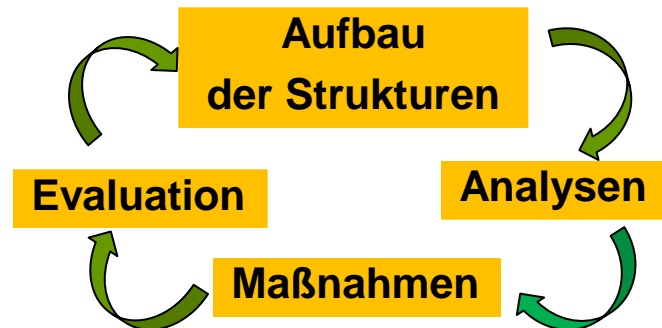 Aufbau
der Strukturen
Analysen
Maßnahmen
Evaluation